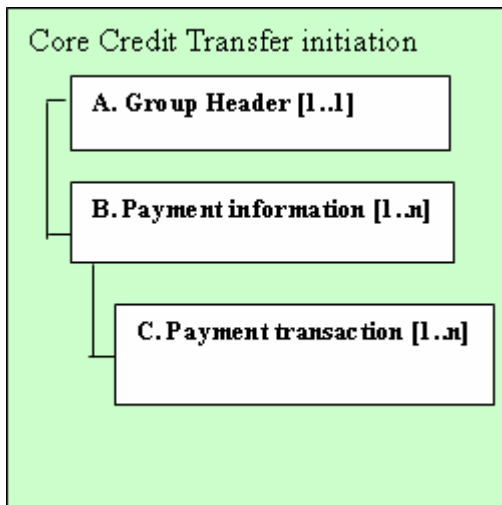 Core Credit Transfer initiation
A. Group Header [1..1]
B. Payment information [1..n]
C. Payment transaction [1..n]